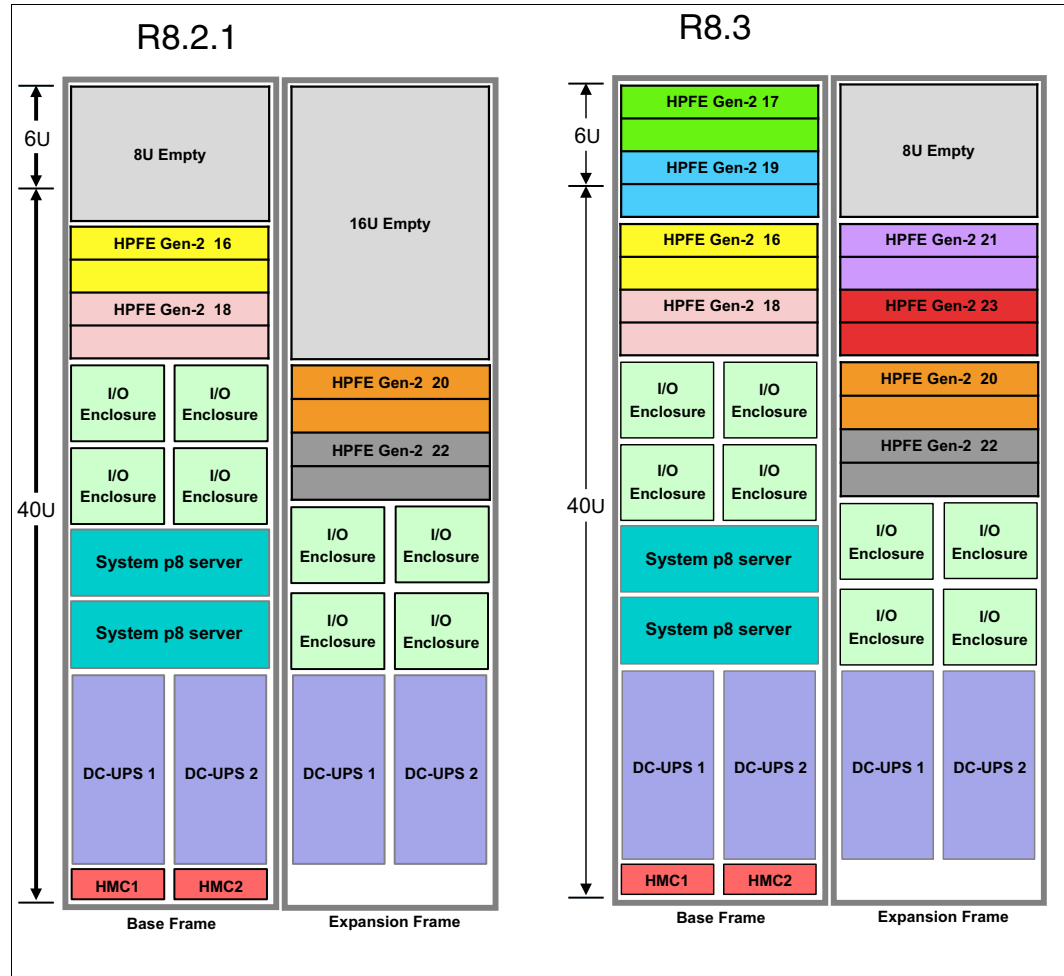 R8.2.1
6U
40U
8U Empty
HPFE Gen-2 16
HPFE Gen-2 18
I/O
Enclosure
I/O
Enclosure
I/O
Enclosure
I/O
Enclosure
System p8 server
System p8 server
DC-UPS 1
DC-UPS 2
HMC1
HMC2
Base Frame
16U Empty
HPFE Gen-2 20
HPFE Gen-2 22
I/O
Enclosure
I/O
Enclosure
I/O
Enclosure
I/O
Enclosure
DC-UPS 1
DC-UPS 2
Expansion Frame
R8.3
6U
40U
HPFE Gen-2 17
HPFE Gen-2 19
HPFE Gen-2 16
HPFE Gen-2 18
I/O
Enclosure
I/O
Enclosure
I/O
Enclosure
I/O
Enclosure
System p8 server
System p8 server
DC-UPS 1
DC-UPS 2
HMC1
HMC2
Base Frame
8U Empty
HPFE Gen-2 21
HPFE Gen-2 23
HPFE Gen-2 20
HPFE Gen-2 22
I/O
Enclosure
I/O
Enclosure
I/O
Enclosure
I/O
Enclosure
DC-UPS 1
DC-UPS 2
Expansion Frame